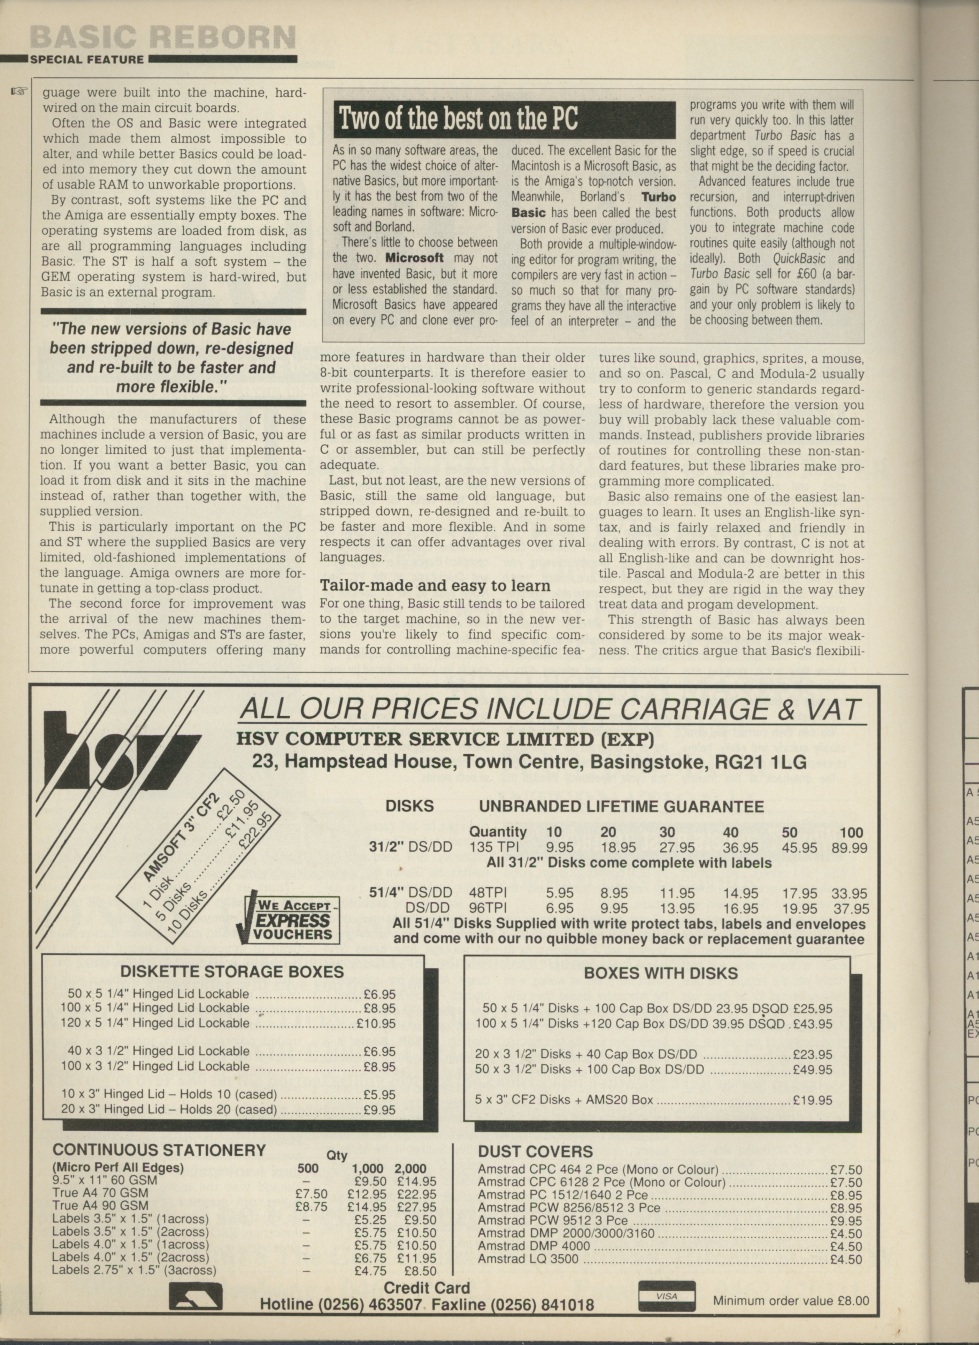 BASIC REBORN
SPECIAL FEATURE
guage were built into the machine, hard-
wired on the main circuit boards.
Often the OS and Basic were integrated
which made them almost impossible to
alter, and while better Basics could be load-
ed into memory they cut down the amount
of usable RAM to unworkable proportions.
By contrast, soft systems like the PC and
the Amiga are essentially empty boxes. The
operating systems are loaded from disk, as
are all programming languages including
Basic. The ST is half a soft system – the
GEM operating system is hard-wired, but
Basic is an external program.
"The new versions of Basic have
been stripped down, re-designed
and re-built to be faster and
more flexible."
Although the manufacturers of these
machines include a version of Basic, you are
no longer limited to just that implementa-
tion. If you want a better Basic, you can
load it from disk and it sits in the machine
instead of, rather than together with, the
supplied version.
This is particularly important on the PC
and ST where the supplied Basics are very
limited, old-fashioned implementations of
the language. Amiga owners are more for-
tunate in getting a top-class product.
The second force for improvement was
the arrival of the new machines them-
selves. The PCs, Amigas and STs are faster,
more powerful computers offering many
Two of the best on the PC
As in so many software areas, the
PC has the widest choice of alter-
native Basics, but more important-
ly it has the best from two of the
leading names in software: Micro-
soft and Borland.
There's little to choose between
the two. Microsoft may not
have invented Basic, but it more
or less established the standard.
Microsoft Basics have appeared
on every PC and clone ever pro-
duced. The excellent Basic for the
Macintosh is a Microsoft Basic, as
is the Amiga's top-notch version.
Meanwhile, Borland's Turbo
Basic has been called the best
version of Basic ever produced.
Both provide a multiple-window-
ing editor for program writing, the
compilers are very fast in action –
so much so that for many pro-
grams they have all the interactive
feel of an interpreter – and the
programs you write with them will
run very quickly too. In this latter
department Turbo Basic has a
slight edge, so if speed is crucial
that might be the deciding factor.
Advanced features include true
recursion, and interrupt-driven
functions. Both products allow
you to integrate machine code
routines quite easily (although not
ideally). Both QuickBasic and
Turbo Basic sell for £60 (a bar-
gain by PC software standards)
and your only problem is likely to
be choosing between them.
more features in hardware than their older
8-bit counterparts. It is therefore easier to
write professional-looking software without
the need to resort to assembler. Of course,
these Basic programs cannot be as power-
ful or as fast as similar products written in
C or assembler, but can still be perfectly
adequate.
Last, but not least, are the new versions of
Basic, still the same old language, but
stripped down, re-designed and re-built to
be faster and more flexible. And in some
respects it can offer advantages over rival
languages.
Tailor-made and easy to learn
For one thing, Basic still tends to be tailored
to the target machine, so in the new ver-
sions you're likely to find specific com-
mands for controlling machine-specific fea-
tures like sound, graphics, sprites, a mouse,
and so on. Pascal, C and Modula-2 usually
try to conform to generic standards regard-
less of hardware, therefore the version you
buy will probably lack these valuable com-
mands. Instead, publishers provide libraries
of routines for controlling these non-stan-
dard features, but these libraries make pro-
gramming more complicated.
Basic also remains one of the easiest lan-
guages to learn. It uses an English-like syn-
tax, and is fairly relaxed and friendly in
dealing with errors. By contrast, C is not at
all English-like and can be downright hos-
tile. Pascal and Modula-2 are better in this
respect, but they are rigid in the way they
treat data and progam development.
This strength of Basic has always been
considered by some to be its major weak-
ness. The critics argue that Basic's flexibili-
hsv
ALL OUR PRICES INCLUDE CARRIAGE & VAT
HSV COMPUTER SERVICE LIMITED (EXP)
23, Hampstead House, Town Centre, Basingstoke, RG21 1LG
AMSOFT 3" CF2
1 Disk .............. £2.50
5 Disks ............ £11.95
10 Disks .......... £22.95
WE ACCEPT
EXPRESS
VOUCHERS
DISKS UNBRANDED LIFETIME GUARANTEE
Quantity 10 20 30 40 50 100
31/2" DS/DD 135 TPI 9.95 18.95 27.95 36.95 45.95 89.99
All 31/2" Disks come complete with labels
51/4" DS/DD 48TPI 5.95 8.95 11.95 14.95 17.95 33.95
DS/DD 96TPI 6.95 9.95 13.95 16.95 19.95 37.95
All 51/4" Disks Supplied with write protect tabs, labels and envelopes
and come with our no quibble money back or replacement guarantee
DISKETTE STORAGE BOXES
50 x 5 1/4" Hinged Lid Lockable ............ £6.95
100 x 5 1/4" Hinged Lid Lockable ............ £8.95
120 x 5 1/4" Hinged Lid Lockable ............ £10.95
40 x 3 1/2" Hinged Lid Lockable ............ £6.95
100 x 3 1/2" Hinged Lid Lockable ............ £8.95
10 x 3" Hinged Lid – Holds 10 (cased) ............ £5.95
20 x 3" Hinged Lid – Holds 20 (cased) ............ £9.95
BOXES WITH DISKS
50 x 5 1/4" Disks + 100 Cap Box DS/DD 23.95 DSQD £25.95
100 x 5 1/4" Disks +120 Cap Box DS/DD 39.95 DSQD .£43.95
20 x 3 1/2" Disks + 40 Cap Box DS/DD ............ £23.95
50 x 3 1/2" Disks + 100 Cap Box DS/DD ............ £49.95
5 x 3" CF2 Disks + AMS20 Box ............ £19.95
CONTINUOUS STATIONERY Qty
(Micro Perf All Edges) 500 1,000 2,000
9.5" x 11" 60 GSM – £9.50 £14.95
True A4 70 GSM £7.50 £12.95 £22.95
True A4 90 GSM £8.75 £14.95 £27.95
Labels 3.5" x 1.5" (1across) – £5.25 £9.50
Labels 3.5" x 1.5" (2across) – £5.75 £10.50
Labels 4.0" x 1.5" (1across) – £5.75 £10.50
Labels 4.0" x 1.5" (2across) – £6.75 £11.95
Labels 2.75" x 1.5" (3across) – £4.75 £8.50
DUST COVERS
Amstrad CPC 464 2 Pce (Mono or Colour) ............ £7.50
Amstrad CPC 6128 2 Pce (Mono or Colour) ............ £7.50
Amstrad PC 1512/1640 2 Pce ............ £8.95
Amstrad PCW 8256/8512 3 Pce ............ £8.95
Amstrad PCW 9512 3 Pce ............ £9.95
Amstrad DMP 2000/3000/3160 ............ £4.50
Amstrad DMP 4000 ............ £4.50
Amstrad LQ 3500 ............ £4.50
Credit Card
Hotline (0256) 463507. Faxline (0256) 841018
VISA
Minimum order value £8.00